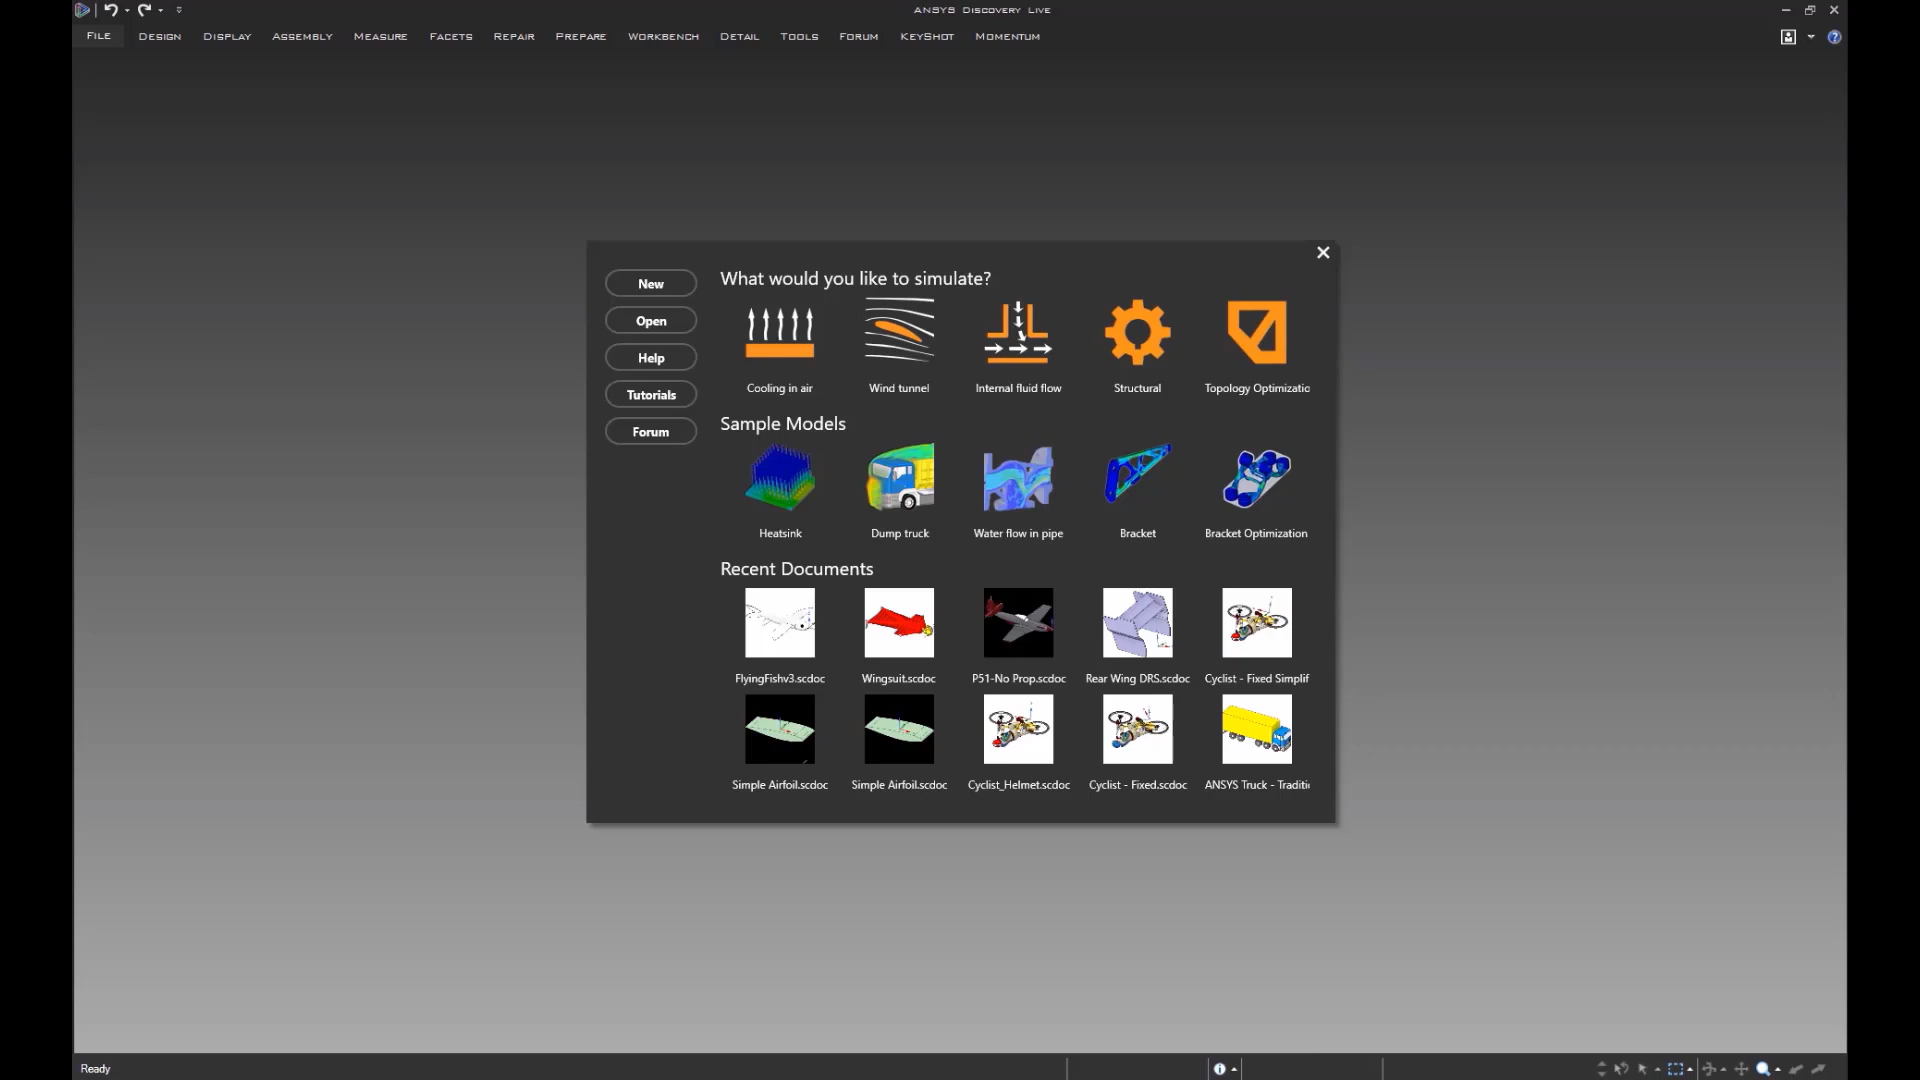 ANSYS Discovery Live
File Design Display Assembly Measure Facets Repair Prepare Workbench Detail Tools Forum KeyShot Momentum
New
Open
Help
Tutorials
Forum
What would you like to simulate?
Cooling in air Wind tunnel Internal fluid flow Structural Topology Optimizatio
Sample Models
Heatsink Dump truck Water flow in pipe Bracket Bracket Optimization
Recent Documents
FlyingFishv3.scdoc Wingsuit.scdoc P51-No Prop.scdoc Rear Wing DRS.scdoc Cyclist - Fixed Simplif
Simple Airfoil.scdoc Simple Airfoil.scdoc Cyclist_Helmet.scdoc Cyclist - Fixed.scdoc ANSYS Truck - Traditi
Ready